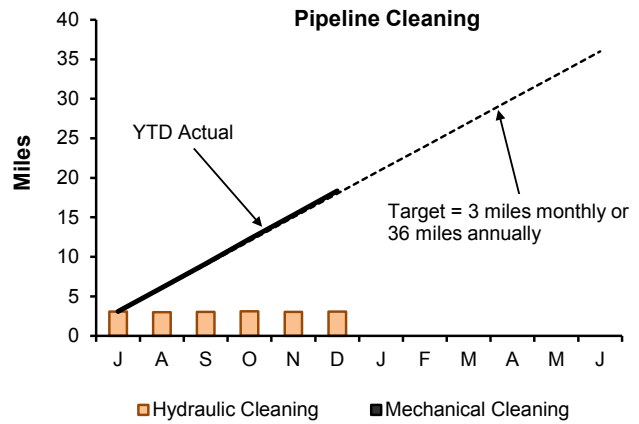 Pipeline Cleaning
Miles
40
35
30
25
20
15
10
5
0
YTD Actual
Target = 3 miles monthly or
36 miles annually
J A S O N D J F M A M J
Hydraulic Cleaning Mechanical Cleaning